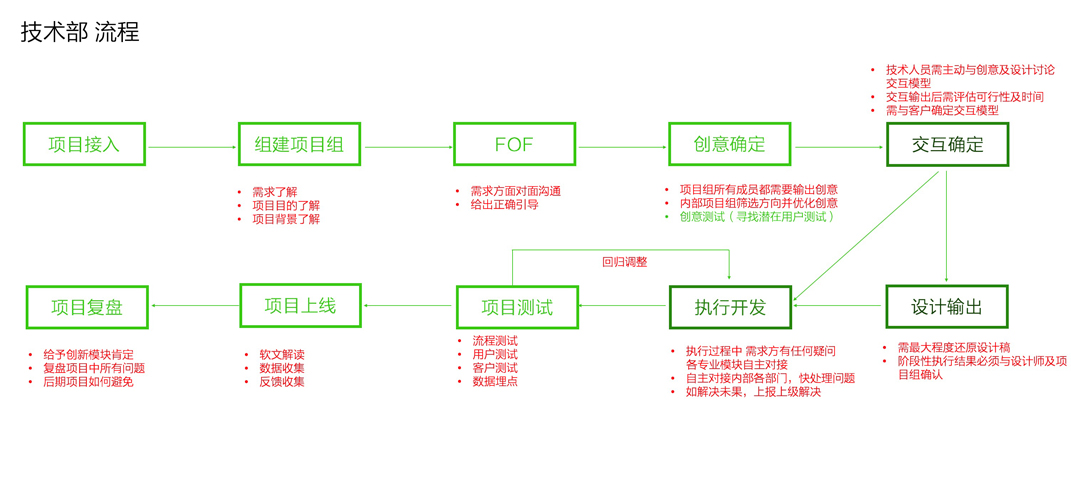 技术部 流程
• 技术人员需主动与创意及设计讨论
交互模型
• 交互输出后需评估可行性及时间
• 需与客户确定交互模型
项目接入
组建项目组
FOF
创意确定
交互确定
• 需求了解
• 项目目的了解
• 项目背景了解
• 需求方面对面沟通
• 给出正确引导
• 项目组所有成员都需要输出创意
• 内部项目组筛选方向并优化创意
• 创意测试（寻找潜在用户测试）
回归调整
项目复盘
项目上线
项目测试
执行开发
设计输出
• 给予创新模块肯定
• 复盘项目中所有问题
• 后期项目如何避免
• 软文解读
• 数据收集
• 反馈收集
• 流程测试
• 用户测试
• 客户测试
• 数据埋点
• 执行过程中 需求方有任何疑问
各专业模块自主对接
• 自主对接内部各部门，快处理问题
• 如解决未果，上报上级解决
• 需最大程度还原设计稿
• 阶段性执行结果必须与设计师及项
目组确认